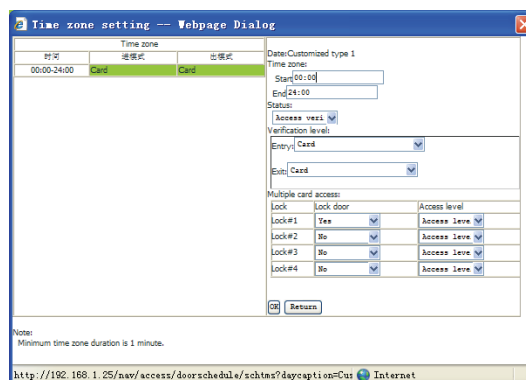 Time zone setting -- Webpage Dialog
Time zone
时间 进模式 出模式
00:00-24:00 Card Card
Date:Customized type 1
Time zone:
Start 00:00
End 24:00
Status:
Access veri
Verification level:
Entry: Card
Exit: Card
Multiple card access:
Lock Lock door Access level
Lock#1 Yes Access leve
Lock#2 No Access leve
Lock#3 No Access leve
Lock#4 No Access leve
OK Return
Note:
Minimum time zone duration is 1 minute.
http://192.168.1.25/nav/access/doorschedule/schtms?daycaption=Cus Internet